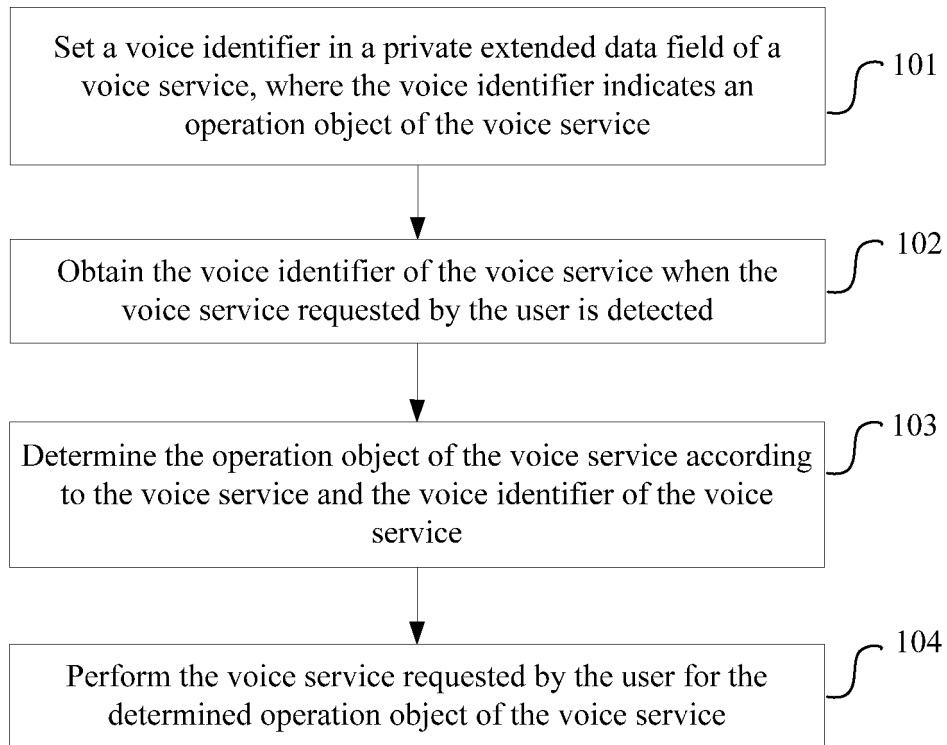 Set a voice identifier in a private extended data field of a
voice service, where the voice identifier indicates an
operation object of the voice service
101
Obtain the voice identifier of the voice service when the
voice service requested by the user is detected
102
Determine the operation object of the voice service according
to the voice service and the voice identifier of the voice
service
103
Perform the voice service requested by the user for the
determined operation object of the voice service
104